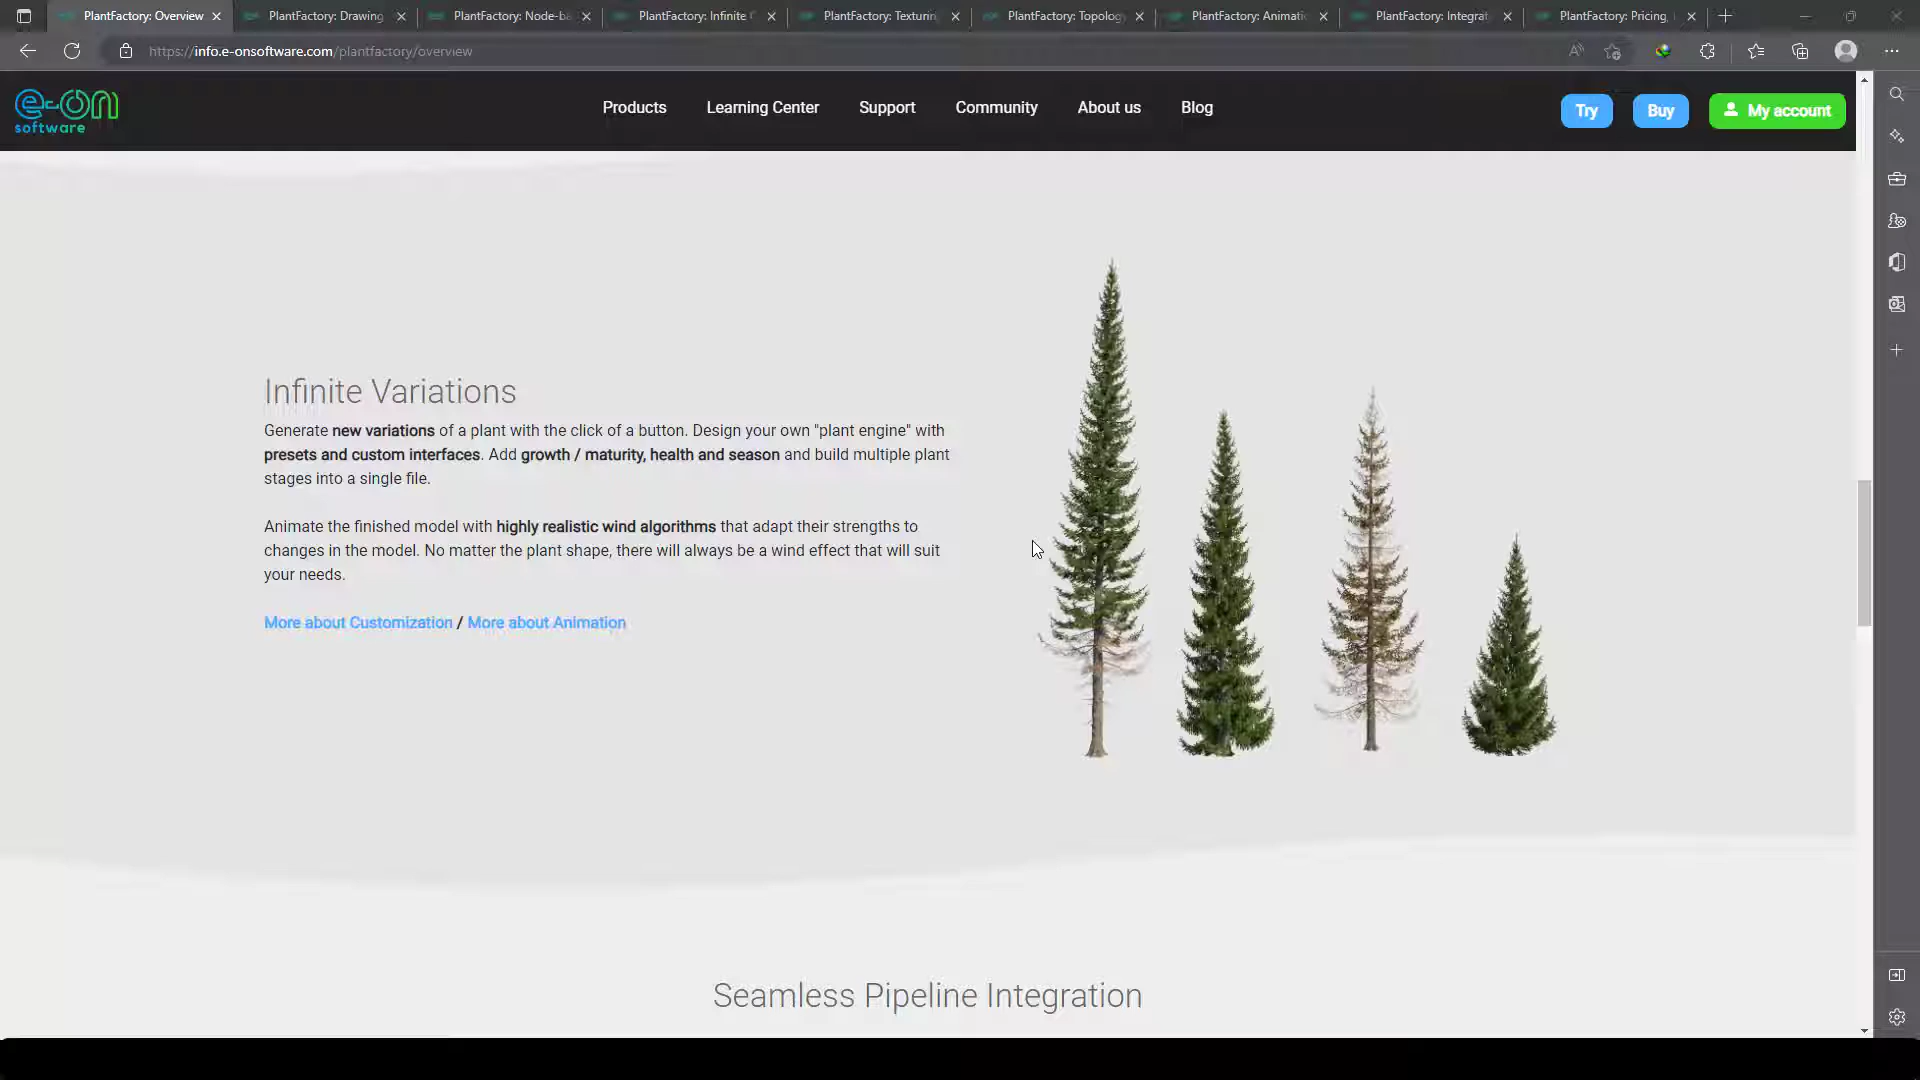 PlantFactory: Overview
PlantFactory: Drawing
PlantFactory: Node-ba
PlantFactory: Infinite
PlantFactory: Texturin
PlantFactory: Topology
PlantFactory: Animati
PlantFactory: Integrat
PlantFactory: Pricing,
https://info.e-onsoftware.com/plantfactory/overview
e-on
software
Products
Learning Center
Support
Community
About us
Blog
Try
Buy
My account
Infinite Variations
Generate new variations of a plant with the click of a button. Design your own "plant engine" with
presets and custom interfaces. Add growth / maturity, health and season and build multiple plant
stages into a single file.
Animate the finished model with highly realistic wind algorithms that adapt their strengths to
changes in the model. No matter the plant shape, there will always be a wind effect that will suit
your needs.
More about Customization / More about Animation
Seamless Pipeline Integration